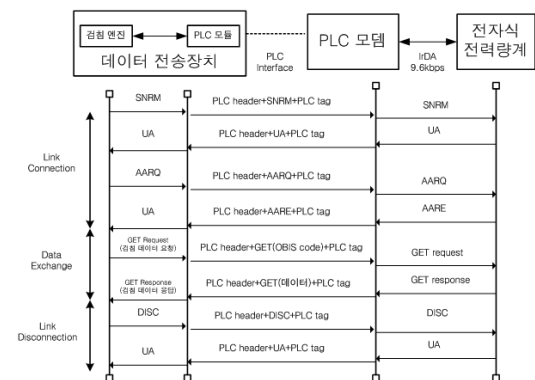 검침 엔진
PLC 모듈
데이터 전송장치
PLC
Interface
PLC 모뎀
IrDA
9.6kbps
전자식
전력량계
SNRM
PLC header+SNRM+PLC tag
SNRM
UA
PLC header+UA+PLC tag
UA
Link
Connection
AARQ
PLC header+AARQ+PLC tag
AARQ
UA
PLC header+AARE+PLC tag
AARE
Data
Exchange
GET Request
(검침 데이터 요청)
PLC header+GET(OBIS code)+PLC tag
GET request
GET Response
(검침 데이터 응답)
PLC header+GET(데이터)+PLC tag
GET response
Link
Disconnection
DISC
PLC header+DISC+PLC tag
DISC
UA
PLC header+UA+PLC tag
UA